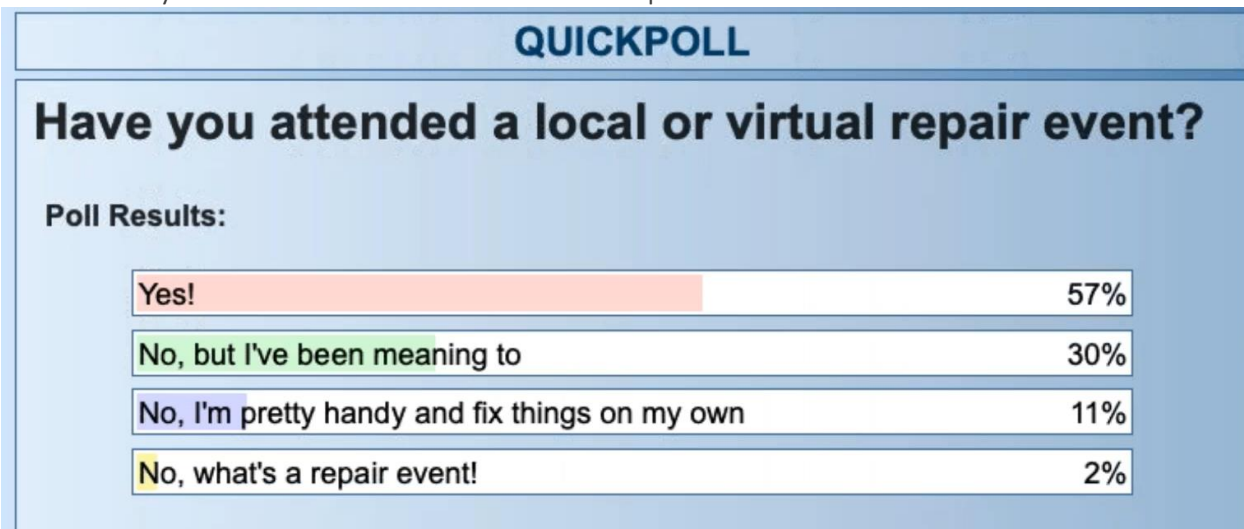 QUICKPOLL
Have you attended a local or virtual repair event?
Poll Results:
Yes! 57%
No, but I've been meaning to 30%
No, I'm pretty handy and fix things on my own 11%
No, what's a repair event! 2%